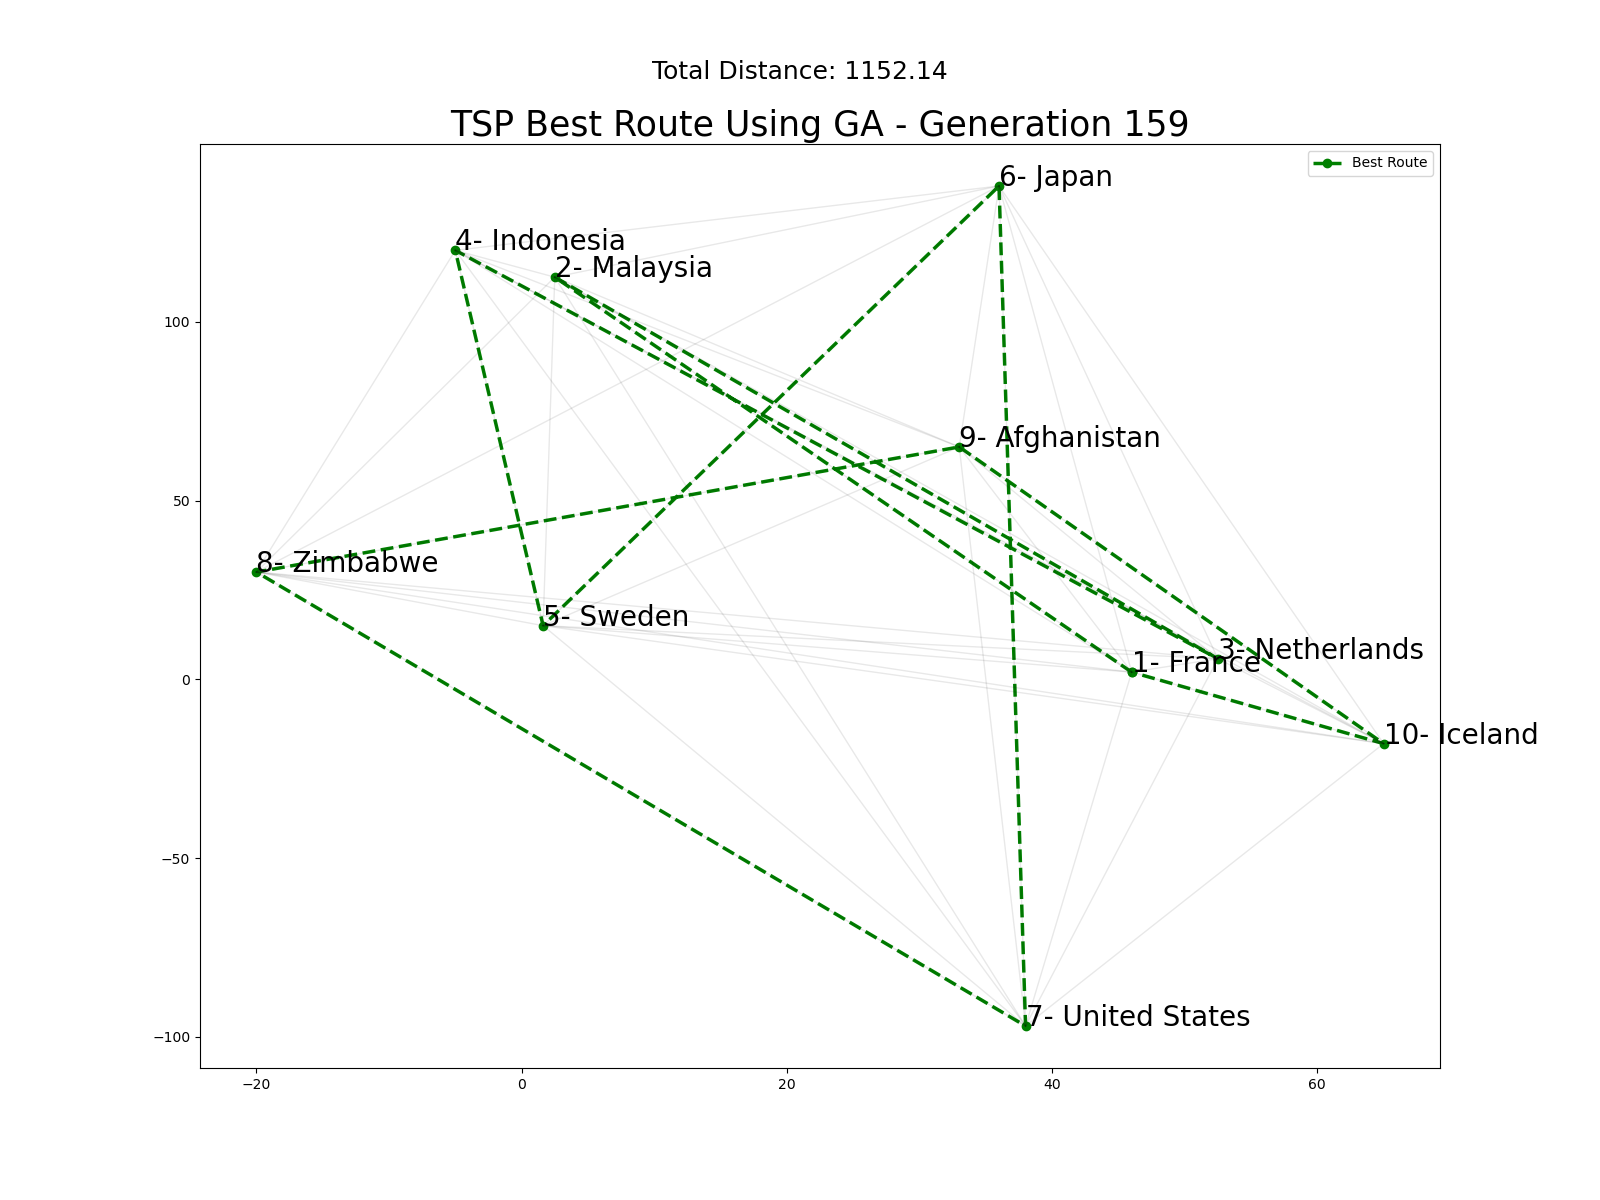 Total Distance: 1152.14
TSP Best Route Using GA - Generation 159
Best Route
6- Japan
4- Indonesia
2- Malaysia
100
9- Afghanistan
50
8- Zimbabwe
5- Sweden
3- Netherlands
1- France
0
10- Iceland
−50
7- United States
−100
−20 0 20 40 60